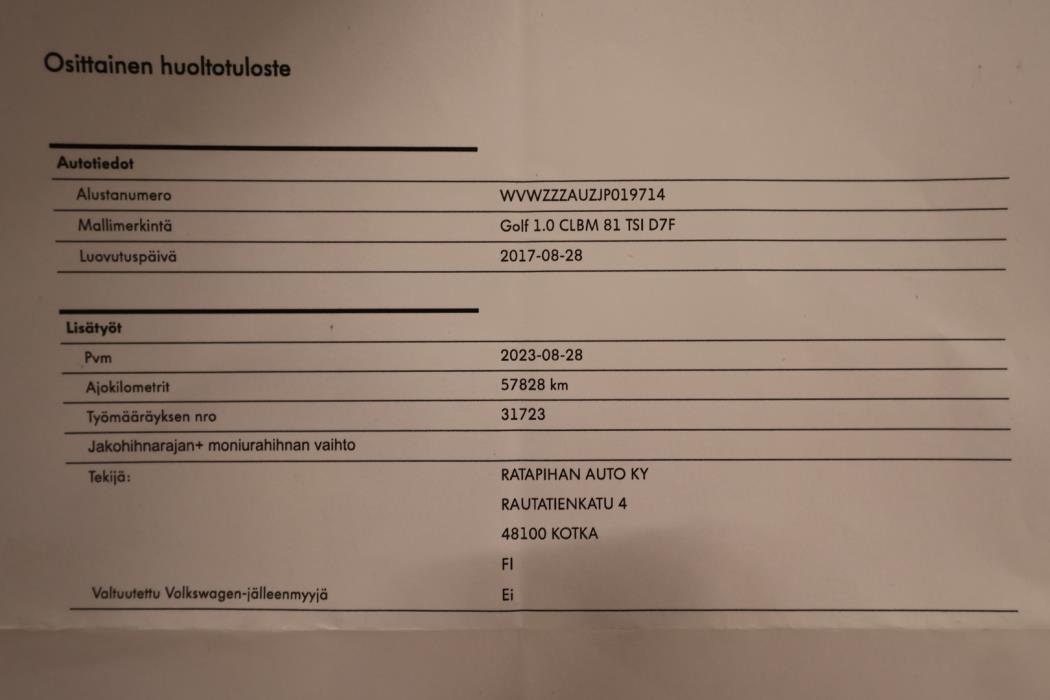 Osittainen huoltotuloste
Autotiedot
Alustanumero WVWZZZAUZJP019714
Mallimerkintä Golf 1.0 CLBM 81 TSI D7F
Luovutuspäivä 2017-08-28
Lisätyöt
Pvm 2023-08-28
Ajokilometrit 57828 km
Työmääräyksen nro 31723
Jakohihnarajan+ moniurahihnan vaihto
Tekijä: RATAPIHAN AUTO KY
RAUTATIENKATU 4
48100 KOTKA
FI
Valtuutettu Volkswagen-jälleenmyyjä Ei